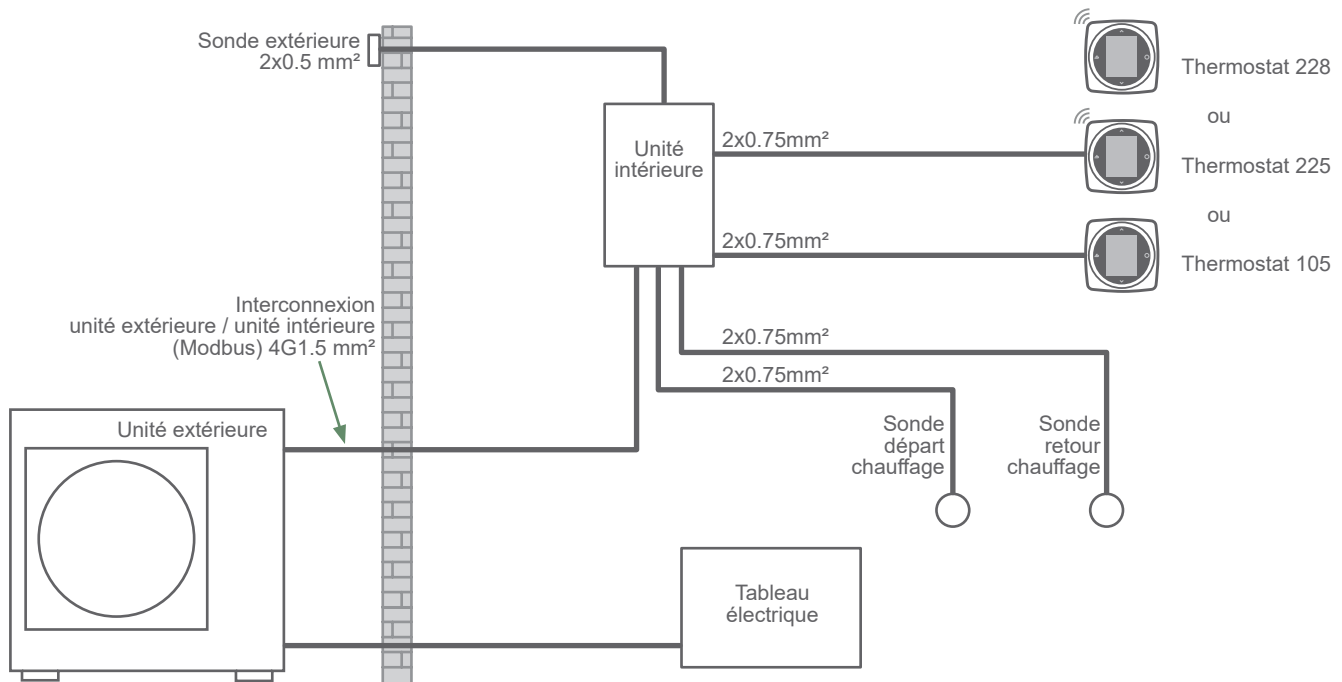 Sonde extérieure
2x0.5 mm²
Thermostat 228
ou
Unité
intérieure
2x0.75mm²
Thermostat 225
ou
2x0.75mm²
Thermostat 105
Interconnexion
unité extérieure / unité intérieure
(Modbus) 4G1.5 mm²
2x0.75mm²
2x0.75mm²
Unité extérieure
Sonde
départ
chauffage
Sonde
retour
chauffage
Tableau
électrique